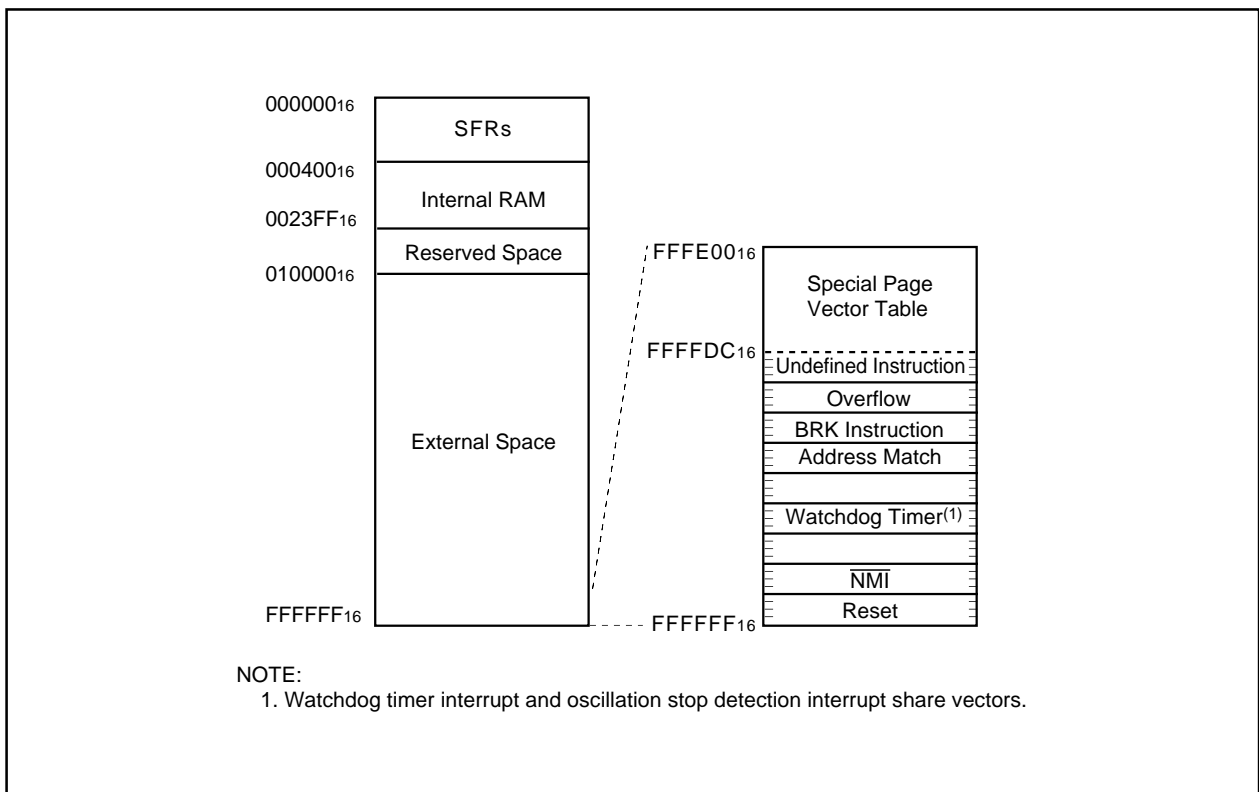 00000016
SFRs
00040016
Internal RAM
0023FF16
Reserved Space
01000016
External Space
FFFFFF16
FFFE0016
Special Page
Vector Table
FFFFDC16
Undefined Instruction
Overflow
BRK Instruction
Address Match
Watchdog Timer(1)
NMI
Reset
FFFFFF16
NOTE:
1. Watchdog timer interrupt and oscillation stop detection interrupt share vectors.